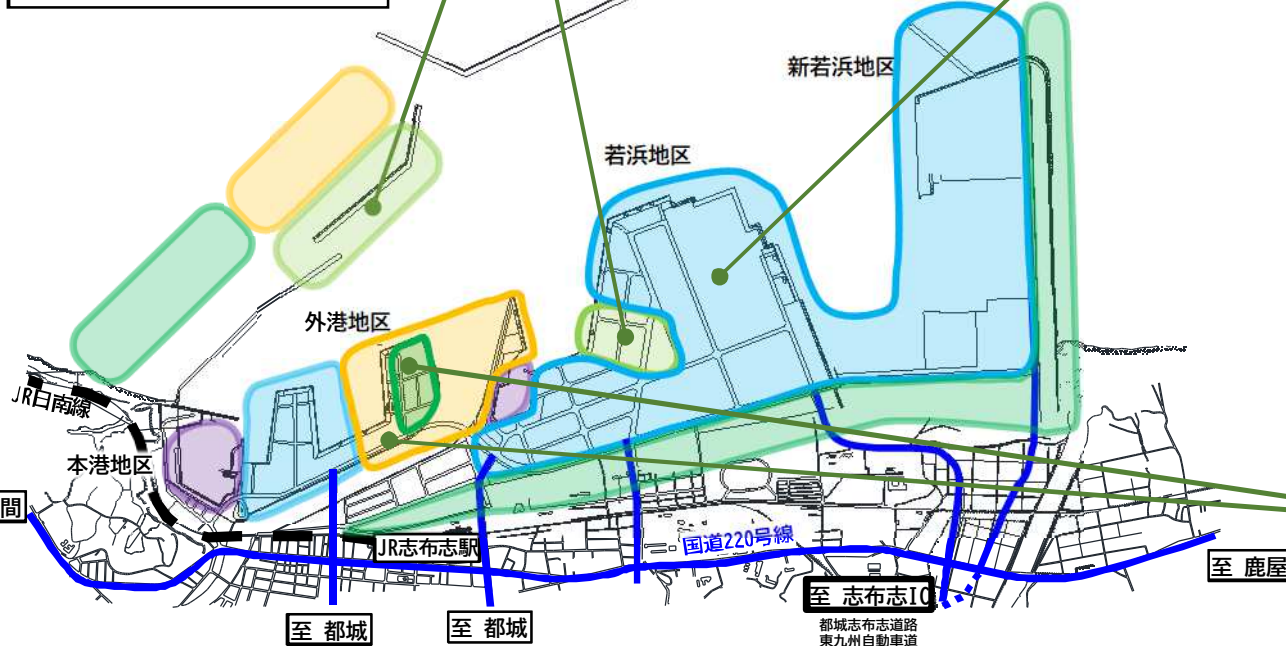 新若浜地区
若浜地区
外港地区
JR日南線
本港地区
間
JR志布志駅
国道220号線
至 鹿屋
至 志布志IC
都城志布志道路
東九州自動車道
至 都城
至 都城